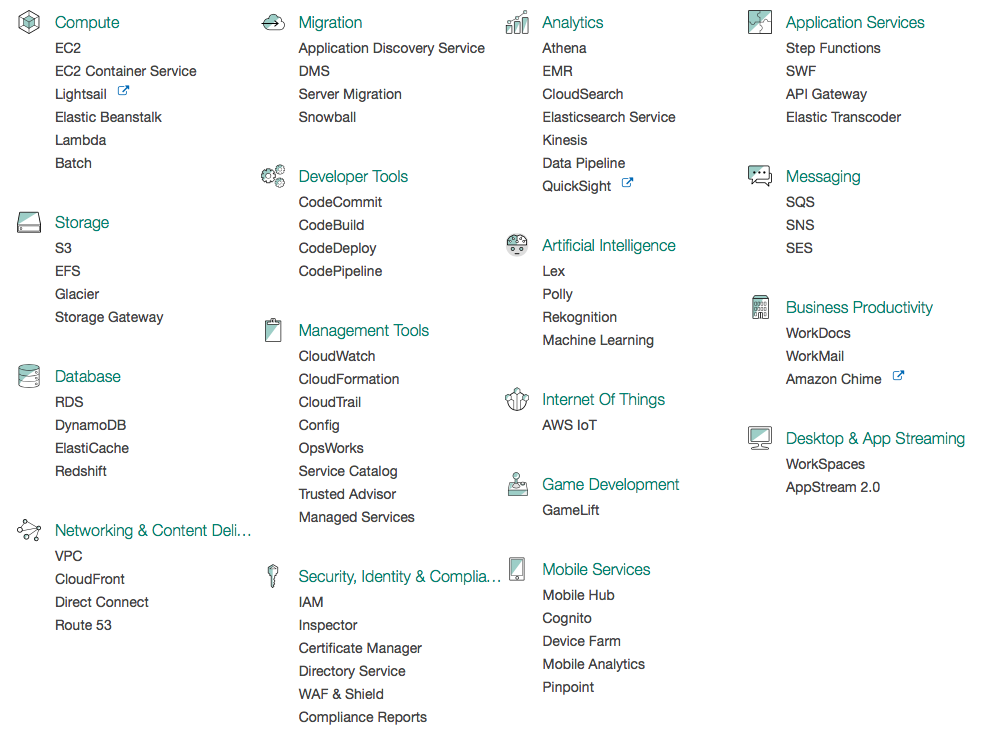 Compute
EC2
EC2 Container Service
Lightsail
Elastic Beanstalk
Lambda
Batch
Storage
S3
EFS
Glacier
Storage Gateway
Database
RDS
DynamoDB
ElastiCache
Redshift
Networking & Content Deli...
VPC
CloudFront
Direct Connect
Route 53
Migration
Application Discovery Service
DMS
Server Migration
Snowball
Developer Tools
CodeCommit
CodeBuild
CodeDeploy
CodePipeline
Management Tools
CloudWatch
CloudFormation
CloudTrail
Config
OpsWorks
Service Catalog
Trusted Advisor
Managed Services
Security, Identity & Complia...
IAM
Inspector
Certificate Manager
Directory Service
WAF & Shield
Compliance Reports
Analytics
Athena
EMR
CloudSearch
Elasticsearch Service
Kinesis
Data Pipeline
QuickSight
Artificial Intelligence
Lex
Polly
Rekognition
Machine Learning
Internet Of Things
AWS IoT
Game Development
GameLift
Mobile Services
Mobile Hub
Cognito
Device Farm
Mobile Analytics
Pinpoint
Application Services
Step Functions
SWF
API Gateway
Elastic Transcoder
Messaging
SQS
SNS
SES
Business Productivity
WorkDocs
WorkMail
Amazon Chime
Desktop & App Streaming
WorkSpaces
AppStream 2.0